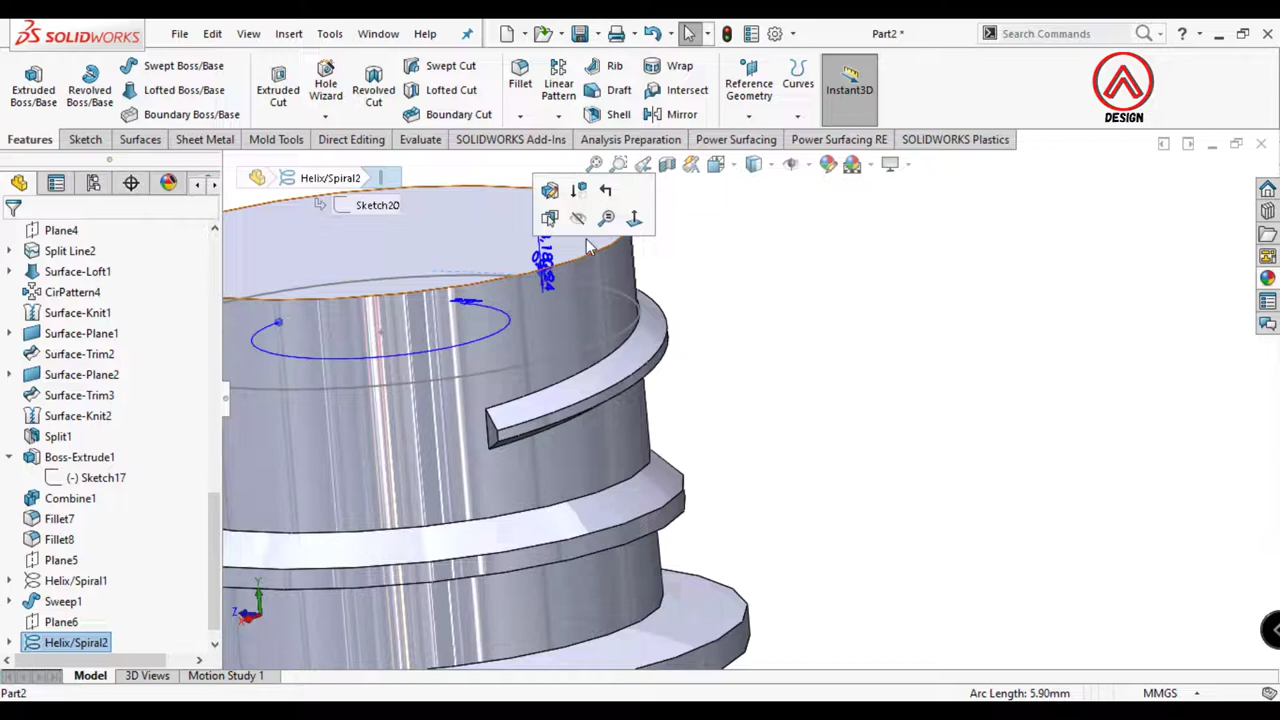 SOLIDWORKS File Edit View Insert Tools Window Help Part2 * Search Commands ?
Extruded Boss/Base
Revolved Boss/Base
Swept Boss/Base
Lofted Boss/Base
Boundary Boss/Base
Extruded Cut
Hole Wizard
Revolved Cut
Swept Cut
Lofted Cut
Boundary Cut
Fillet
Linear Pattern
Rib
Draft
Shell
Wrap
Intersect
Mirror
Reference Geometry
Curves
Instant3D
DESIGN
Features Sketch Surfaces Sheet Metal Mold Tools Direct Editing Evaluate SOLIDWORKS Add-Ins Analysis Preparation Power Surfacing Power Surfacing RE SOLIDWORKS Plastics
Helix/Spiral2
Sketch20
Plane4
Split Line2
Surface-Loft1
CirPattern4
Surface-Knit1
Surface-Plane1
Surface-Trim2
Surface-Plane2
Surface-Trim3
Surface-Knit2
Split1
Boss-Extrude1
(-) Sketch17
Combine1
Fillet7
Fillet8
Plane5
Helix/Spiral1
Sweep1
Plane6
Helix/Spiral2
Y
Z
X
Model 3D Views Motion Study 1
Part2 Arc Length: 5.90mm MMGS